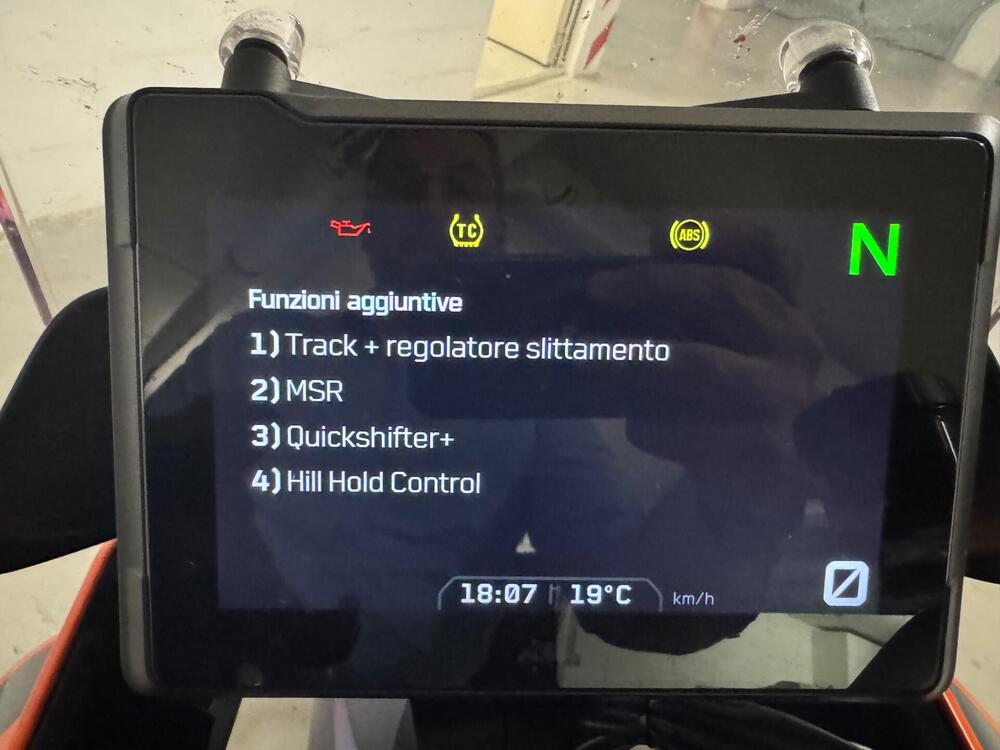 TC
ABS
N
Funzioni aggiuntive
1) Track + regolatore slittamento
2) MSR
3) Quickshifter+
4) Hill Hold Control
18:07 19°C km/h